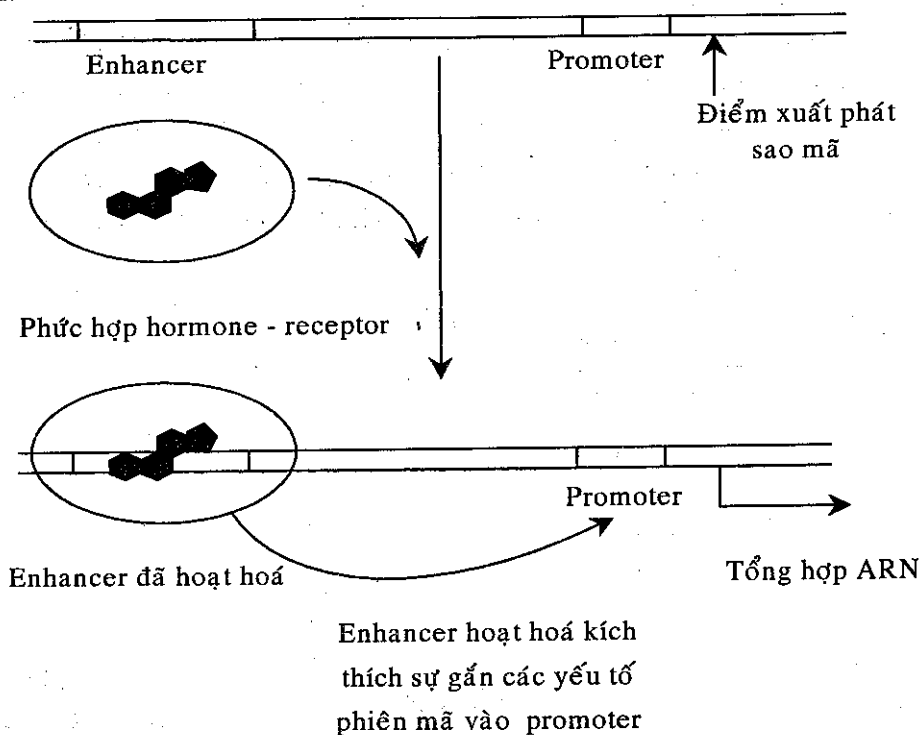 Enhancer
Promoter
Điểm xuất phát
sao mã
Phức hợp hormone - receptor
Promoter
Enhancer đã hoạt hoá
Tổng hợp ARN
Enhancer hoạt hoá kích
thích sự gắn các yếu tố
phiên mã vào promoter